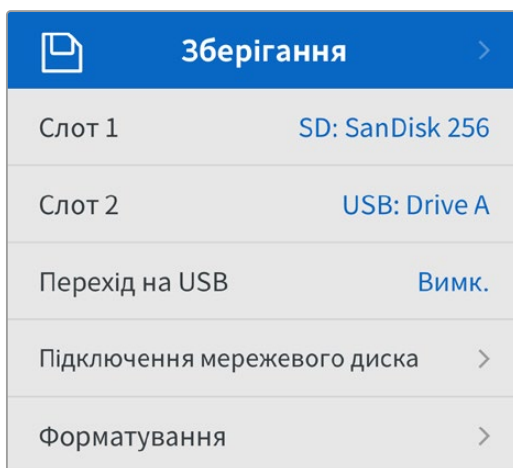 Зберігання
Слот 1 SD: SanDisk 256
Слот 2 USB: Drive A
Перехід на USB Вимк.
Підключення мережевого диска
Форматування